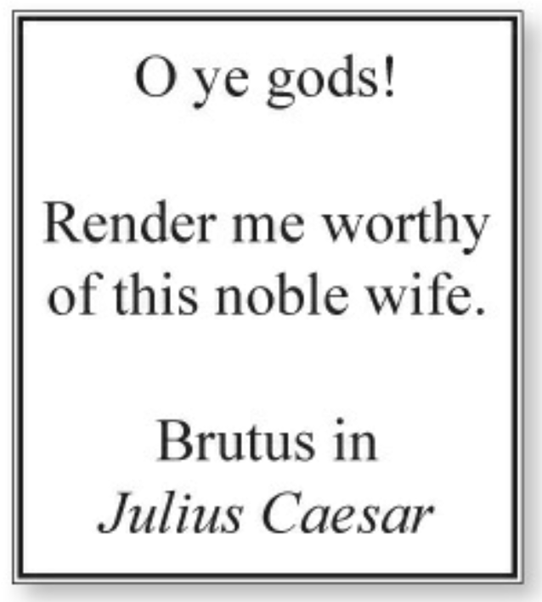 O ye gods!
Render me worthy
of this noble wife.
Brutus in
Julius Caesar